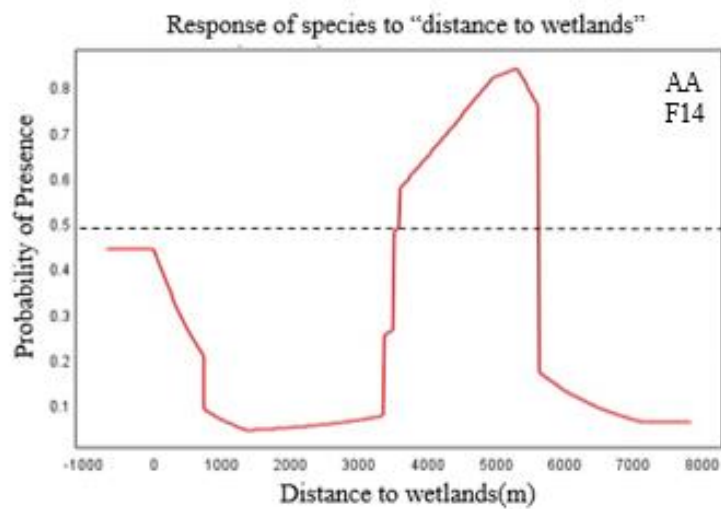 Response of species to “distance to wetlands”
AA
F14
Probability of Presence
0.8
0.7
0.6
0.5
0.4
0.3
0.2
0.1
-1000 0 1000 2000 3000 4000 5000 6000 7000 8000
Distance to wetlands(m)